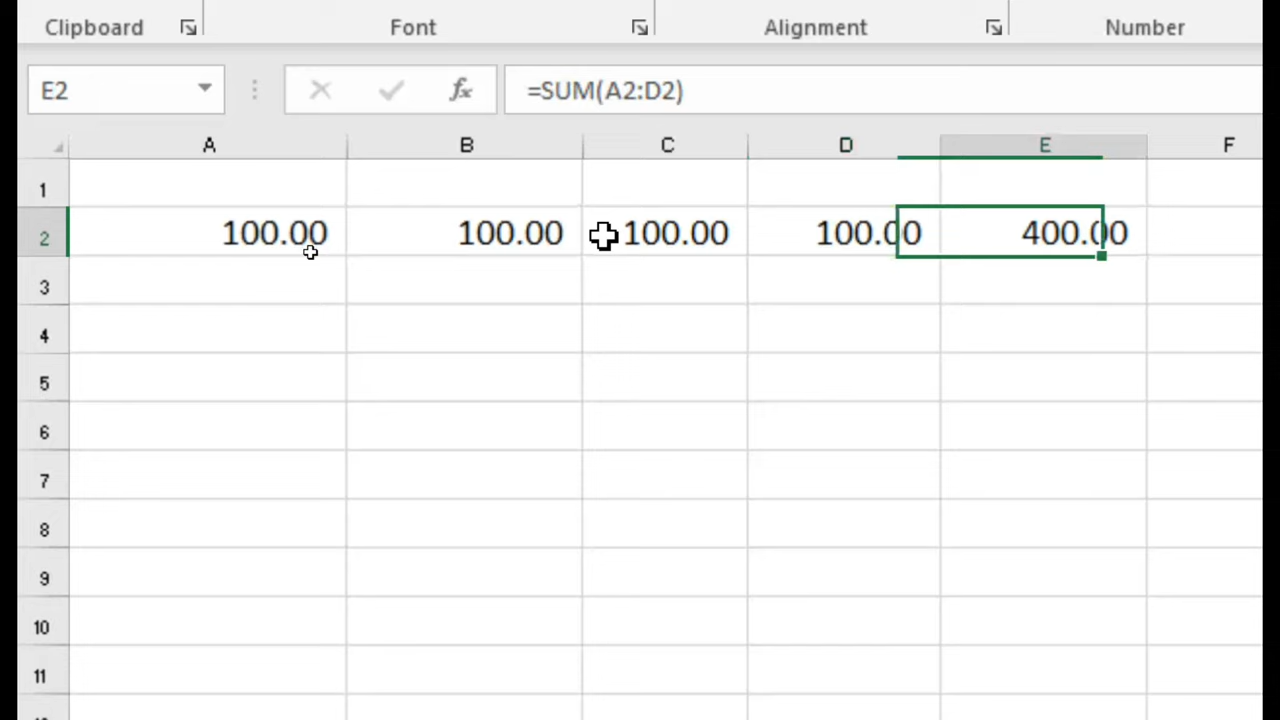 Clipboard Font Alignment Number
E2 fx =SUM(A2:D2)
A B C D E F
1
2 100.00 100.00 100.00 100.00 400.00
3
4
5
6
7
8
9
10
11